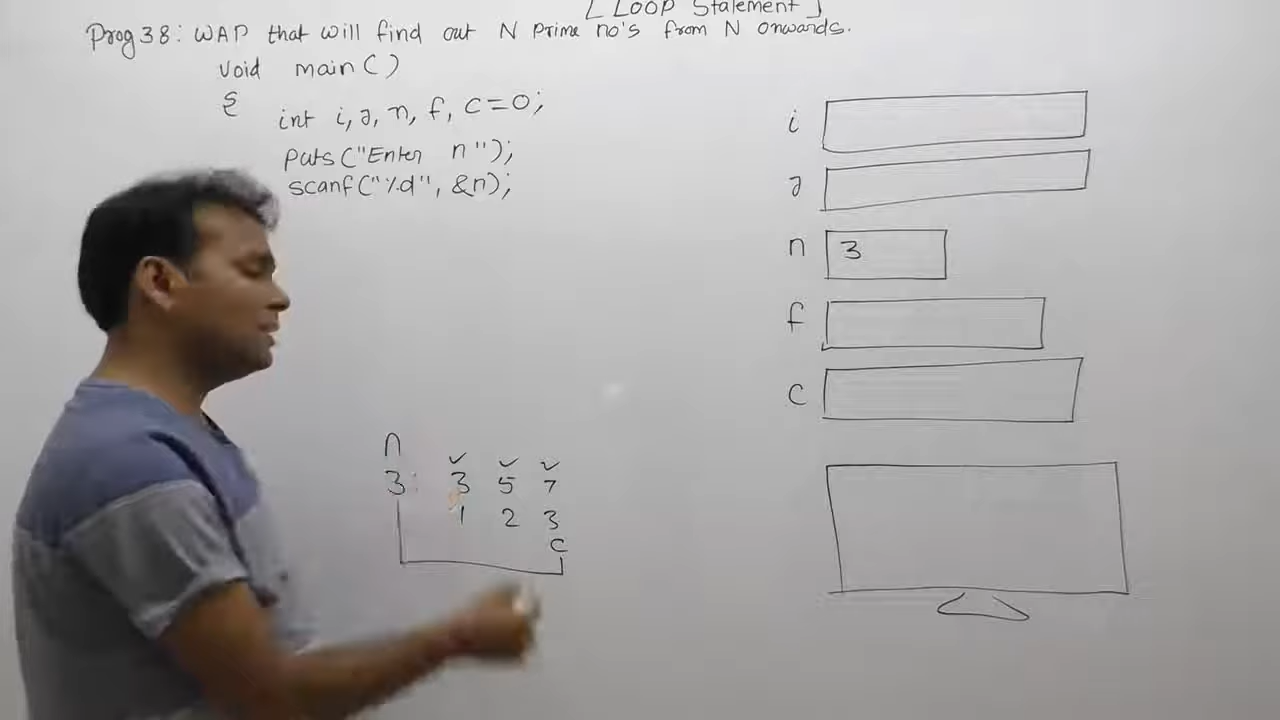 [ Loop Statement ]
Prog 38: WAP that will find out N Prime no's from N onwards.
void main()
{
int i, j, n, f, c=0;
puts("Enter n");
scanf("%d", &n);
i
j
n 3
f
c
n
3: 3 5 7
1 2 3
c